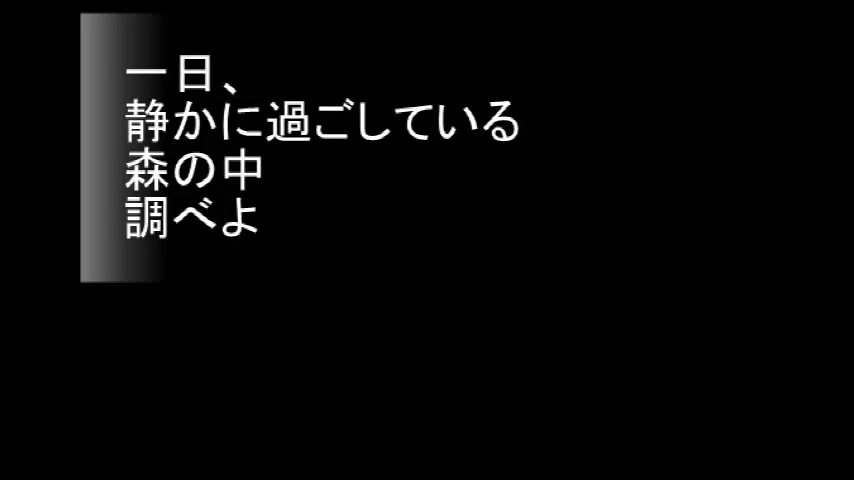 一日、
静かに過ごしている
森の中
調べよ